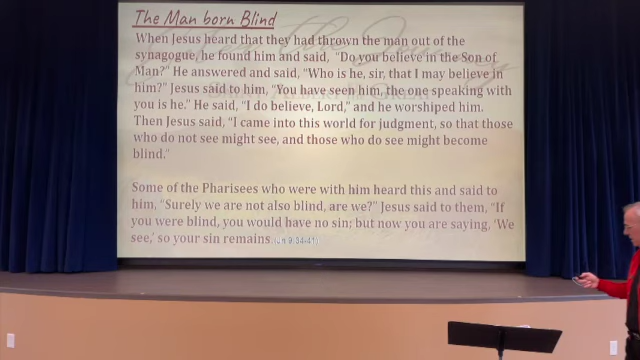 The Man born Blind
When Jesus heard that they had thrown the man out of the
synagogue, he found him and said, “Do you believe in the Son of
Man?” He answered and said, “Who is he, sir, that I may believe in
him?” Jesus said to him, “You have seen him, the one speaking with
you is he.” He said, “I do believe, Lord,” and he worshiped him.
Then Jesus said, “I came into this world for judgment, so that those
who do not see might see, and those who do see might become
blind.”
Some of the Pharisees who were with him heard this and said to
him, “Surely we are not also blind, are we?” Jesus said to them, “If
you were blind, you would have no sin; but now you are saying, ‘We
see,’ so your sin remains. (Jn 9:34-41)